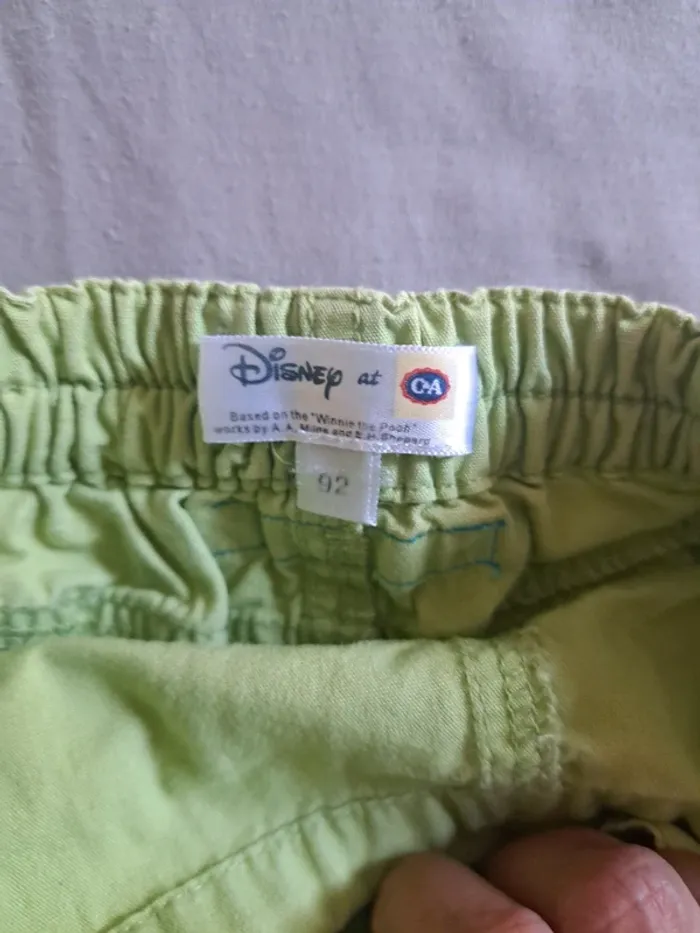 Disney at C&A
Based on the "Winnie the Pooh"
works by A.A. Milne and E.H. Shepard
92